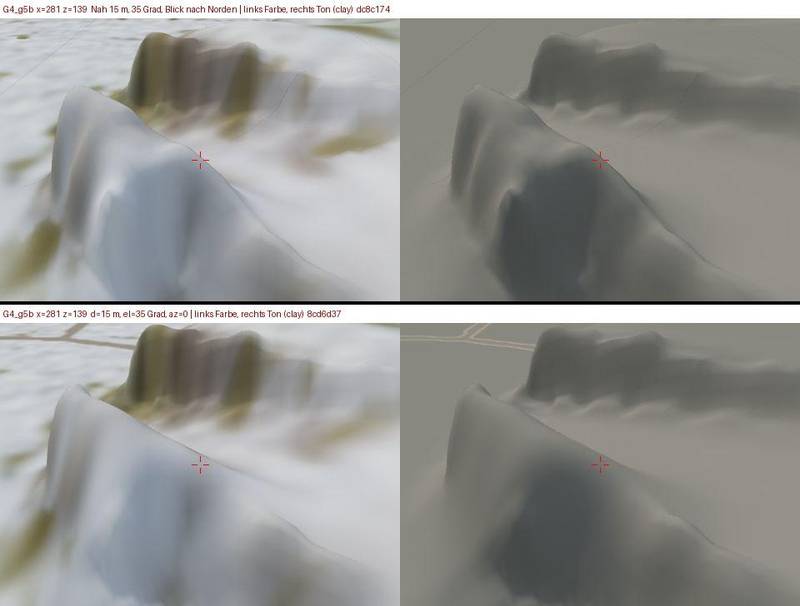 G4_g5b x=281 z=139 Nah 15 m, 35 Grad, Blick nach Norden | links Farbe, rechts Ton (clay) dc8c174
G4_g5b x=281 z=139 d=15 m, el=35 Grad, az=0 | links Farbe, rechts Ton (clay) 8cd6d37